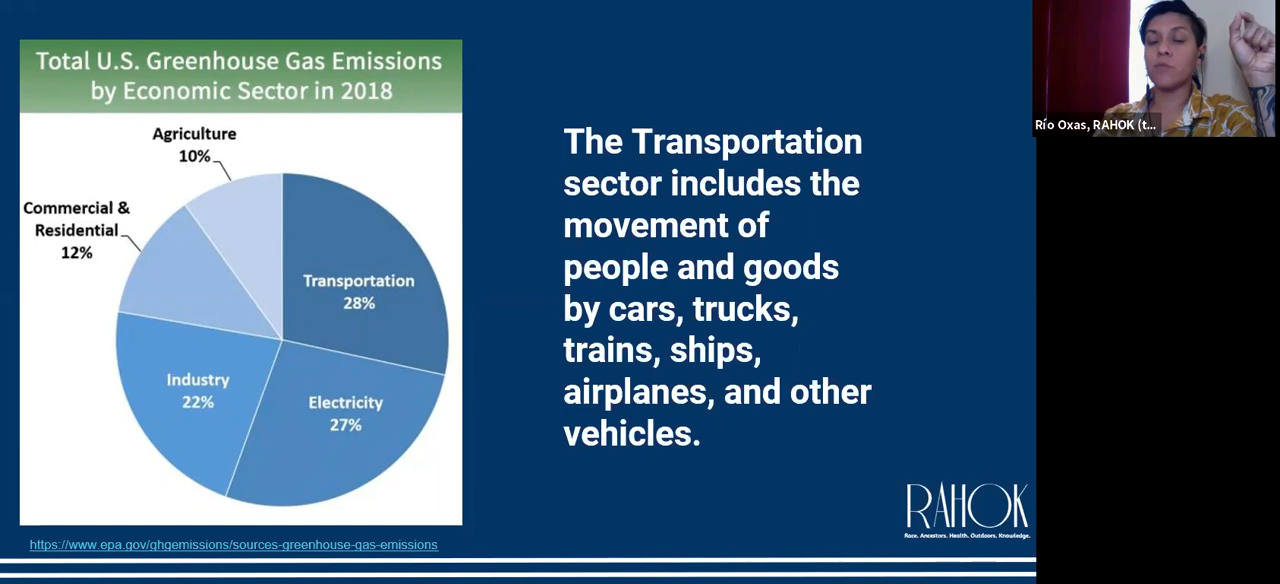 Total U.S. Greenhouse Gas Emissions
by Economic Sector in 2018
Agriculture
10%
Commercial &
Residential
12%
Transportation
28%
Industry
22%
Electricity
27%
https://www.epa.gov/ghgemissions/sources-greenhouse-gas-emissions
The Transportation
sector includes the
movement of
people and goods
by cars, trucks,
trains, ships,
airplanes, and other
vehicles.
RAHOK
Race. Ancestors. Health. Outdoors. Knowledge.
Río Oxas, RAHOK (t...